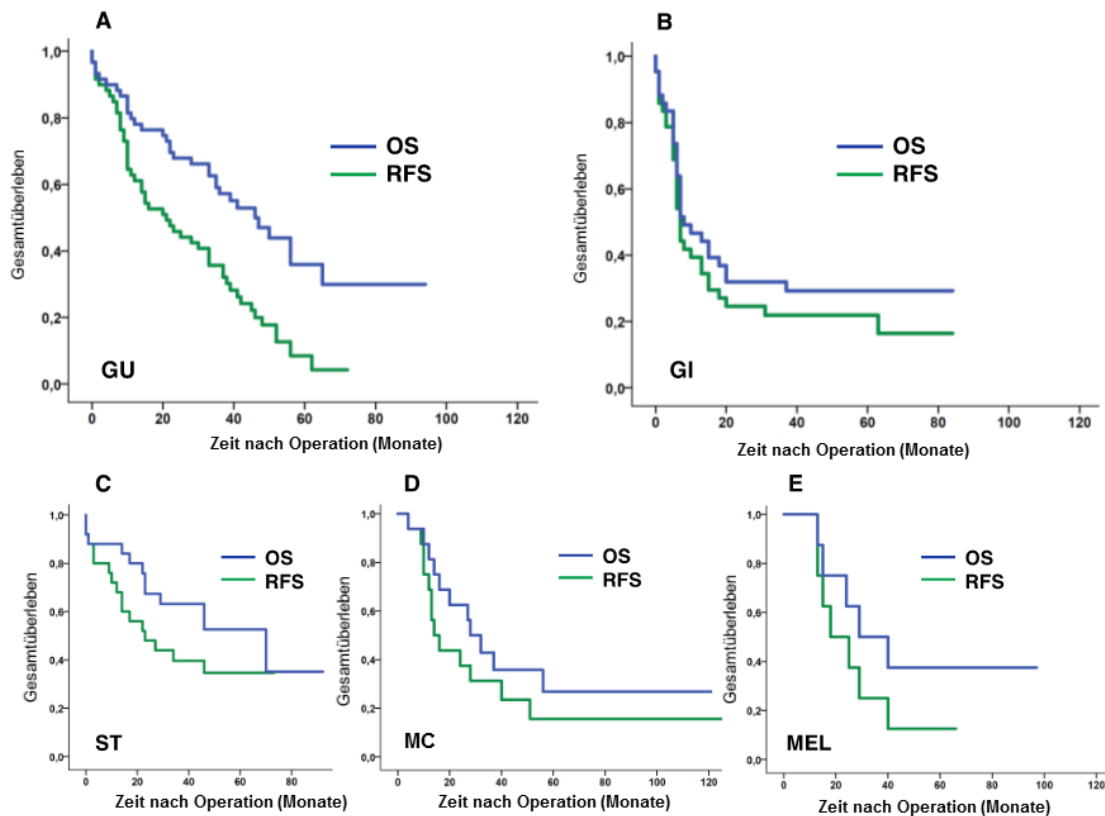 A
1,0
0,8
0,6
0,4
0,2
0,0
Gesamtüberleben
OS
RFS
GU
0 20 40 60 80 100 120
Zeit nach Operation (Monate)
B
1,0
0,8
0,6
0,4
0,2
0,0
Gesamtüberleben
OS
RFS
GI
0 20 40 60 80 100 120
Zeit nach Operation (Monate)
C
1,0
0,8
0,6
0,4
0,2
0,0
Gesamtüberleben
OS
RFS
ST
0 20 40 60 80
Zeit nach Operation (Monate)
D
1,0
0,8
0,6
0,4
0,2
0,0
Gesamtüberleben
OS
RFS
MC
0 20 40 60 80 100 120
Zeit nach Operation (Monate)
E
1,0
0,8
0,6
0,4
0,2
0,0
Gesamtüberleben
OS
RFS
MEL
0 20 40 60 80 100 120
Zeit nach Operation (Monate)